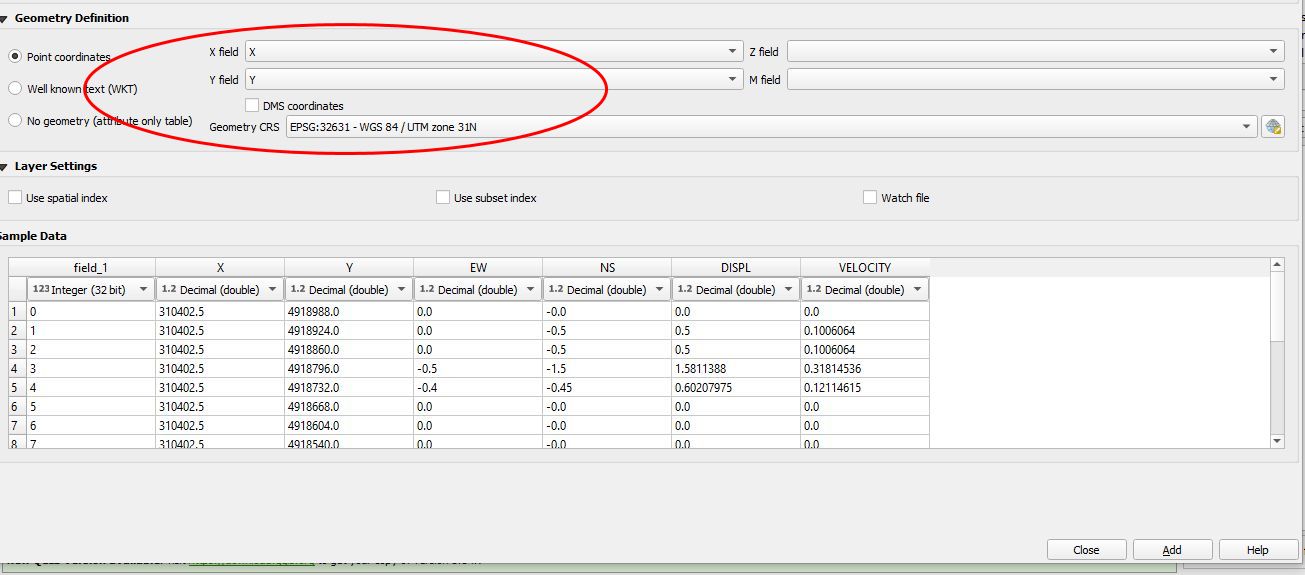 Geometry Definition
Point coordinates
X field X Z field
Well known text (WKT)
Y field Y M field
DMS coordinates
No geometry (attribute only table)
Geometry CRS EPSG:32631 - WGS 84 / UTM zone 31N
Layer Settings
Use spatial index Use subset index Watch file
Sample Data
field_1 X Y EW NS DISPL VELOCITY
123 Integer (32 bit) 1.2 Decimal (double) 1.2 Decimal (double) 1.2 Decimal (double) 1.2 Decimal (double) 1.2 Decimal (double) 1.2 Decimal (double)
1 0 310402.5 4918988.0 0.0 -0.0 0.0 0.0
2 1 310402.5 4918924.0 0.0 -0.5 0.5 0.1006064
3 2 310402.5 4918860.0 0.0 -0.5 0.5 0.1006064
4 3 310402.5 4918796.0 -0.5 -1.5 1.5811388 0.31814536
5 4 310402.5 4918732.0 -0.4 -0.45 0.60207975 0.12114615
6 5 310402.5 4918668.0 0.0 -0.0 0.0 0.0
7 6 310402.5 4918604.0 0.0 -0.0 0.0 0.0
8 7 310402.5 4918540.0 0.0 -0.0 0.0 0.0
Close Add Help